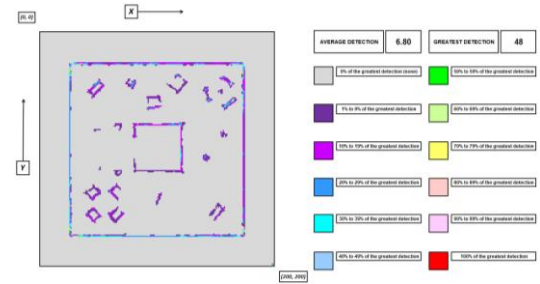 X
[0, 0]
Y
[200, 200]
AVERAGE DETECTION 6.80 GREATEST DETECTION 48
0% of the greatest detection (none)
50% to 59% of the greatest detection
1% to 9% of the greatest detection
60% to 69% of the greatest detection
10% to 19% of the greatest detection
70% to 79% of the greatest detection
20% to 29% of the greatest detection
80% to 89% of the greatest detection
30% to 39% of the greatest detection
90% to 99% of the greatest detection
40% to 49% of the greatest detection
100% of the greatest detection